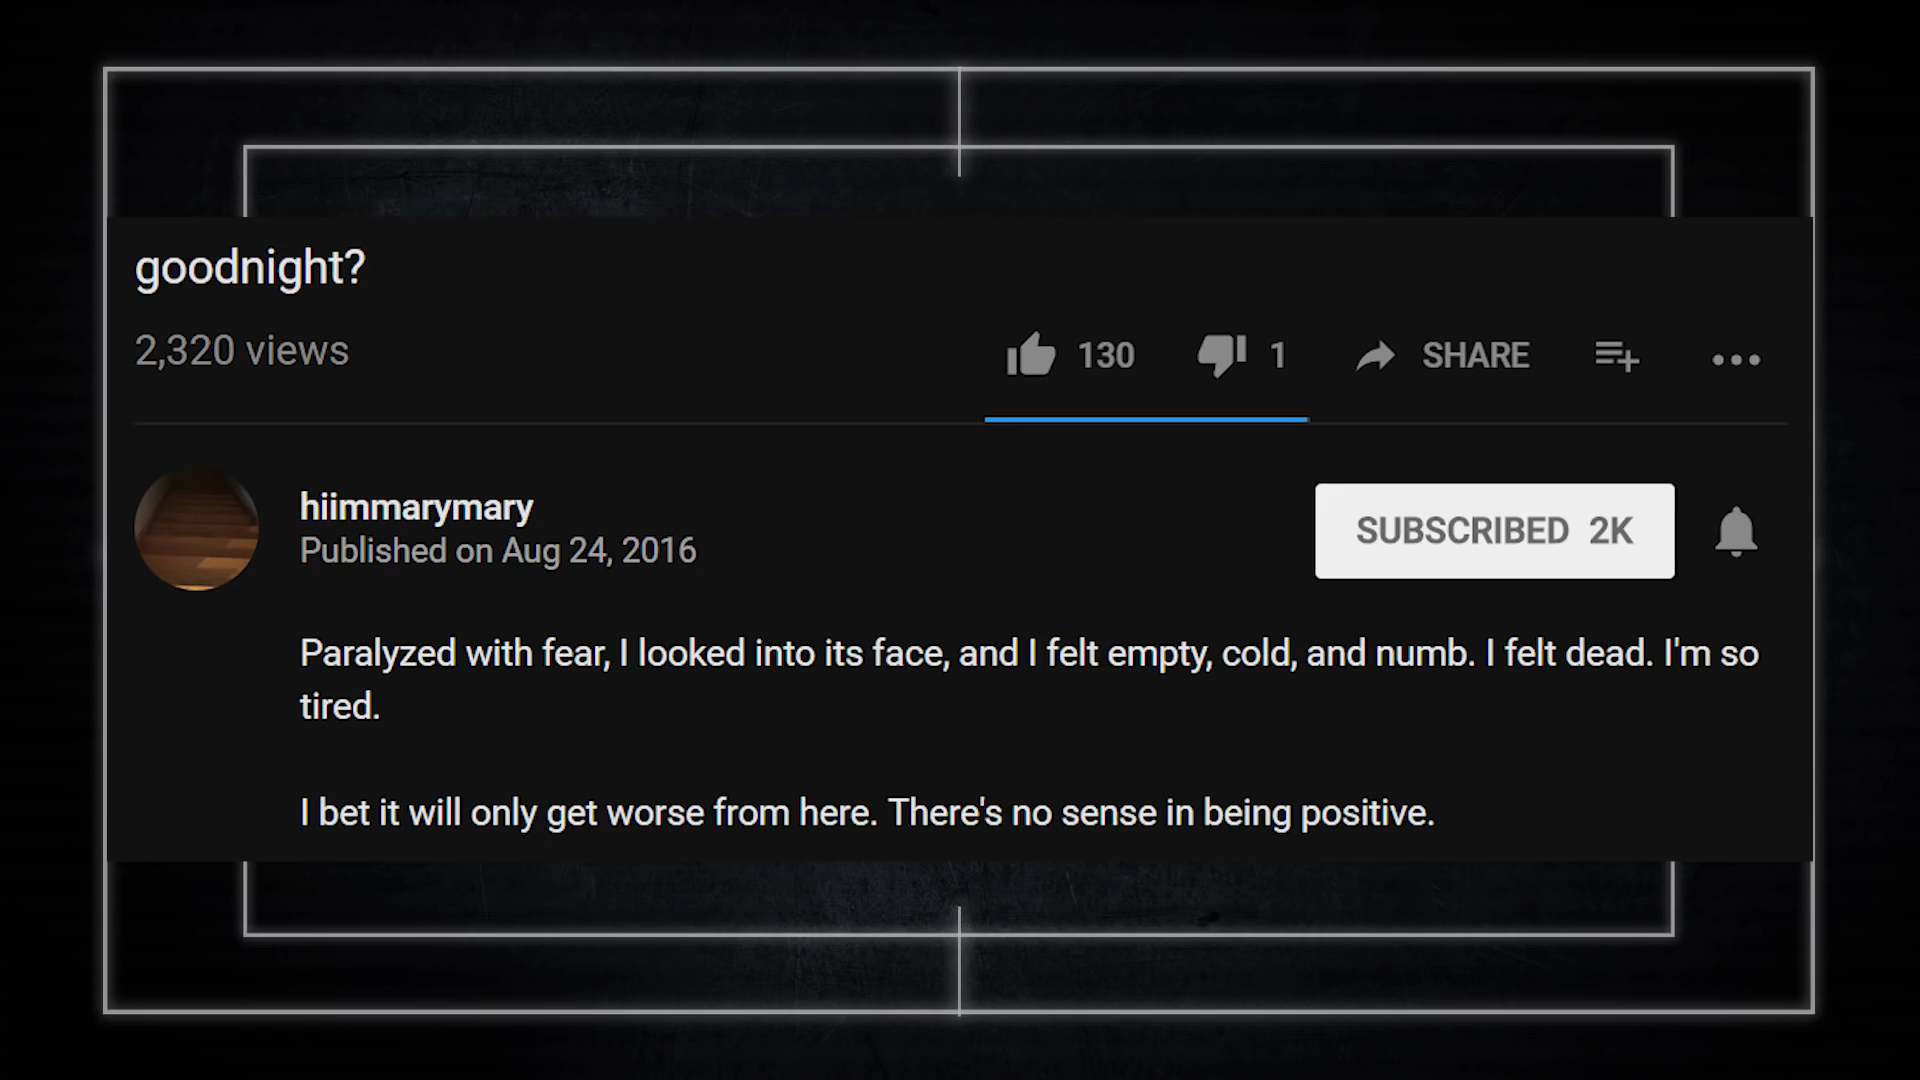 goodnight?
2,320 views
130
1
SHARE
hiimmarymary
Published on Aug 24, 2016
SUBSCRIBED 2K
Paralyzed with fear, I looked into its face, and I felt empty, cold, and numb. I felt dead. I'm so
tired.
I bet it will only get worse from here. There's no sense in being positive.